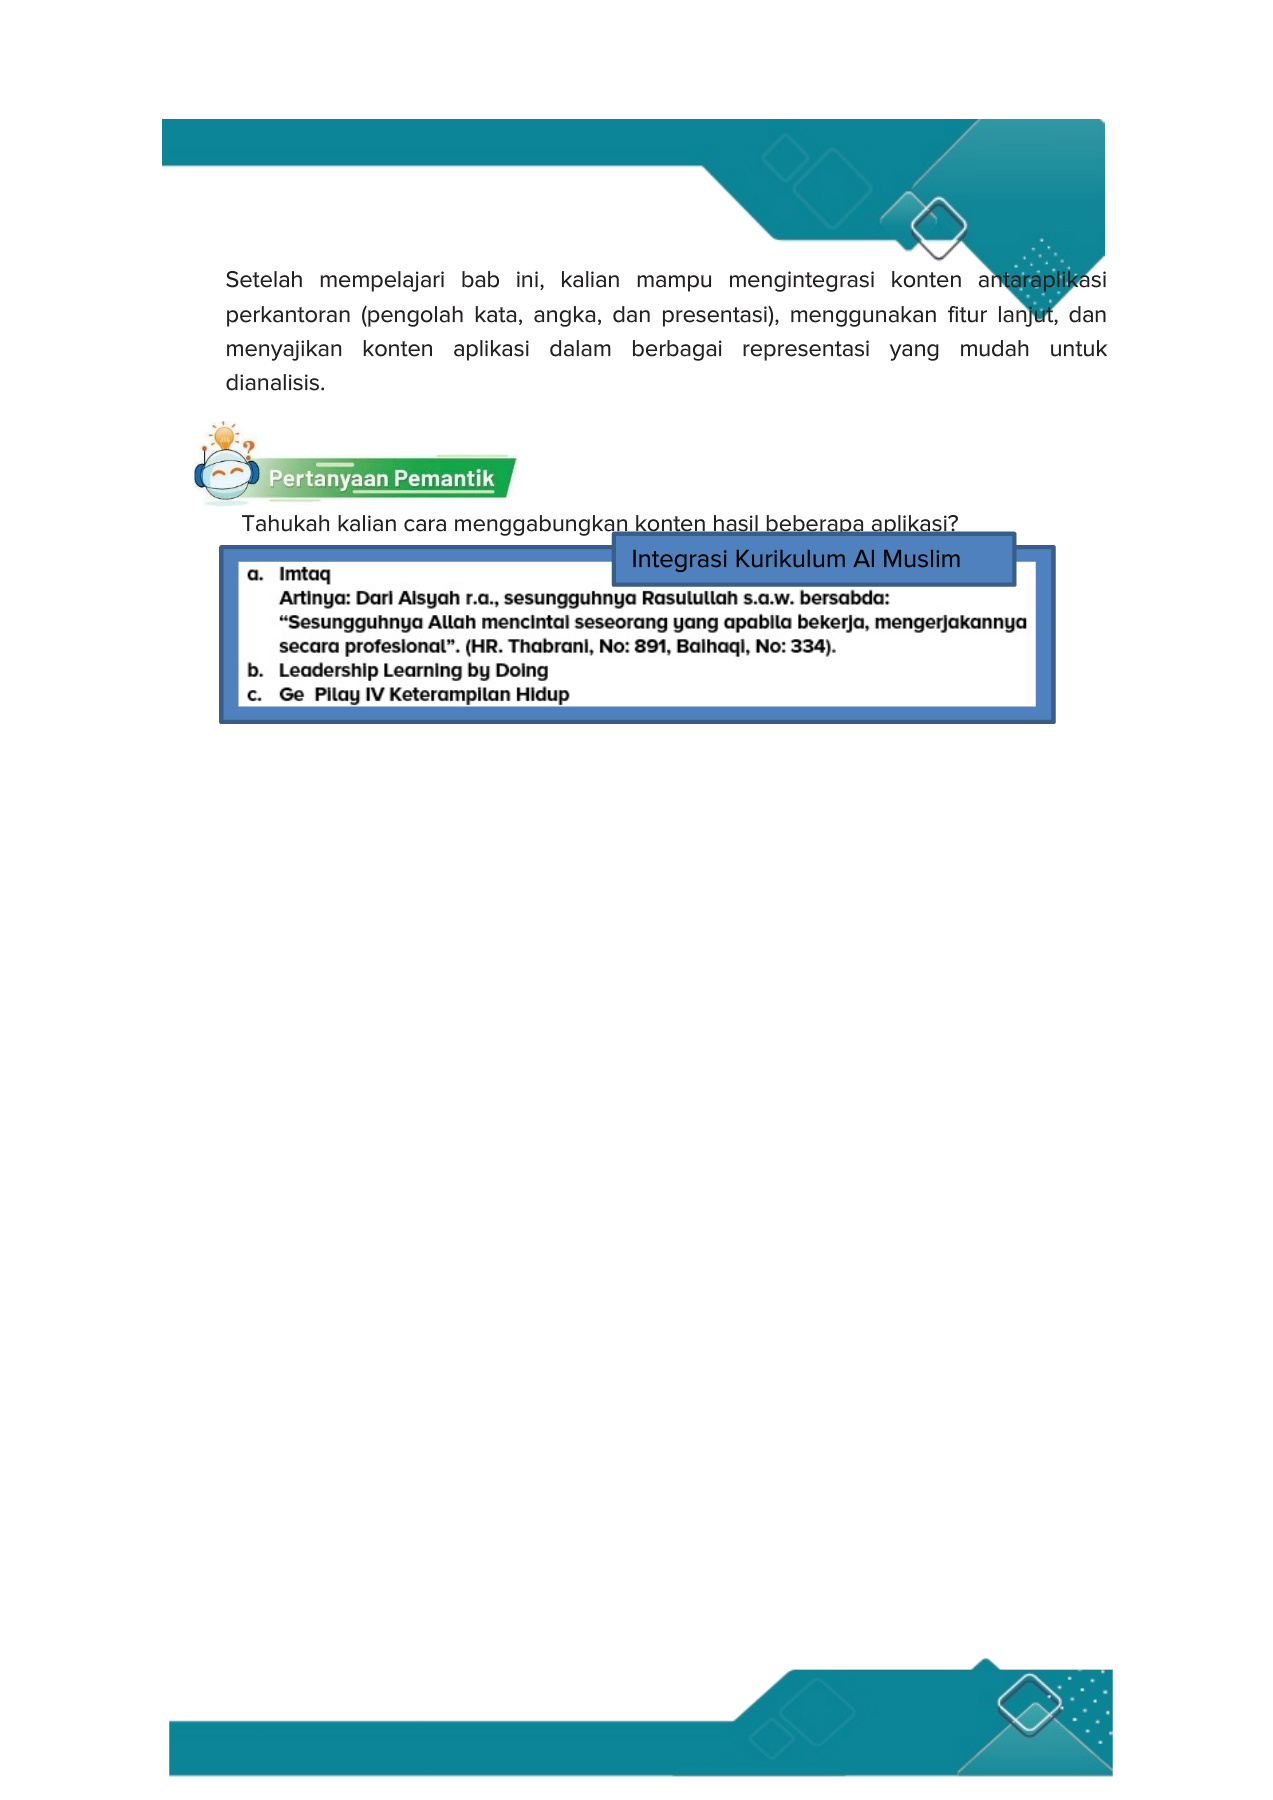 Setelah mempelajari bab ini, kalian mampu mengintegrasi konten antaraplikasi
perkantoran (pengolah kata, angka, dan presentasi), menggunakan fitur lanjut, dan
menyajikan konten aplikasi dalam berbagai representasi yang mudah untuk
dianalisis.
Pertanyaan Pemantik
Tahukah kalian cara menggabungkan konten hasil beberapa aplikasi?
Integrasi Kurikulum Al Muslim
a. Imtaq
Artinya: Dari Aisyah r.a., sesungguhnya Rasulullah s.a.w. bersabda:
“Sesungguhnya Allah mencintai seseorang yang apabila bekerja, mengerjakannya
secara profesional”. (HR. Thabrani, No: 891, Baihaqi, No: 334).
b. Leadership Learning by Doing
c. Ge Pilay IV Keterampilan Hidup